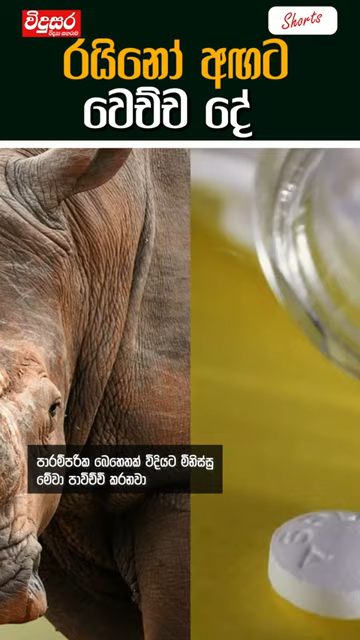 විදුසර
Shorts
රයිනෝ අඟට
වෙච්ච දේ
පාරම්පරික බෙහෙතක් විදියට මිනිස්සු
මේවා පාවිච්චි කරනවා